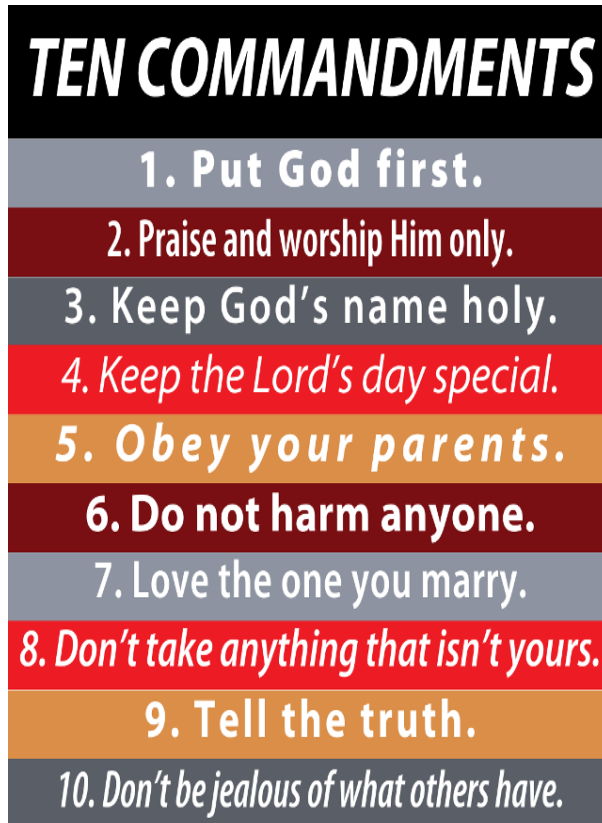 TEN COMMANDMENTS
1. Put God first.
2. Praise and worship Him only.
3. Keep God’s name holy.
4. Keep the Lord’s day special.
5. Obey your parents.
6. Do not harm anyone.
7. Love the one you marry.
8. Don’t take anything that isn’t yours.
9. Tell the truth.
10. Don’t be jealous of what others have.